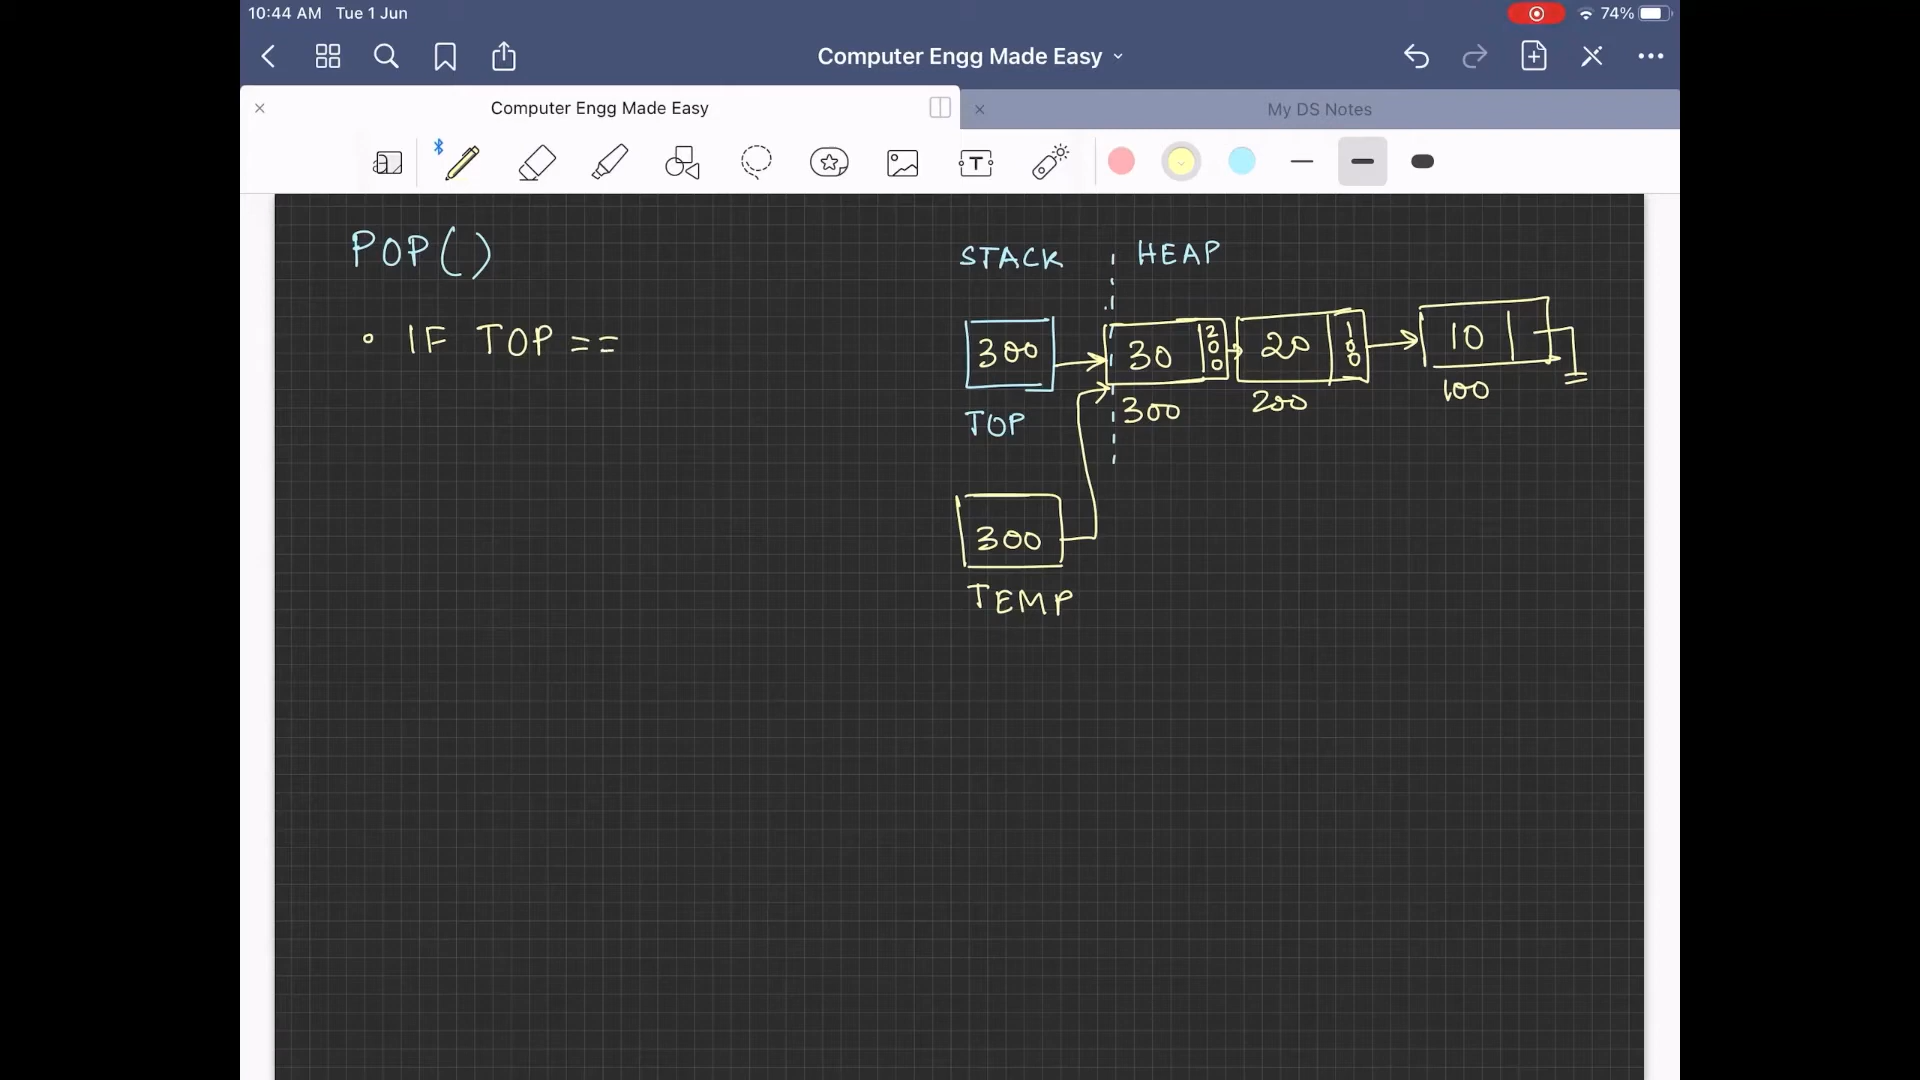 10:44 AM Tue 1 Jun
74%
Computer Engg Made Easy
Computer Engg Made Easy
My DS Notes
POP()
• IF TOP ==
STACK HEAP
300 30 200 20 100 10
300 200 100
TOP
300
TEMP